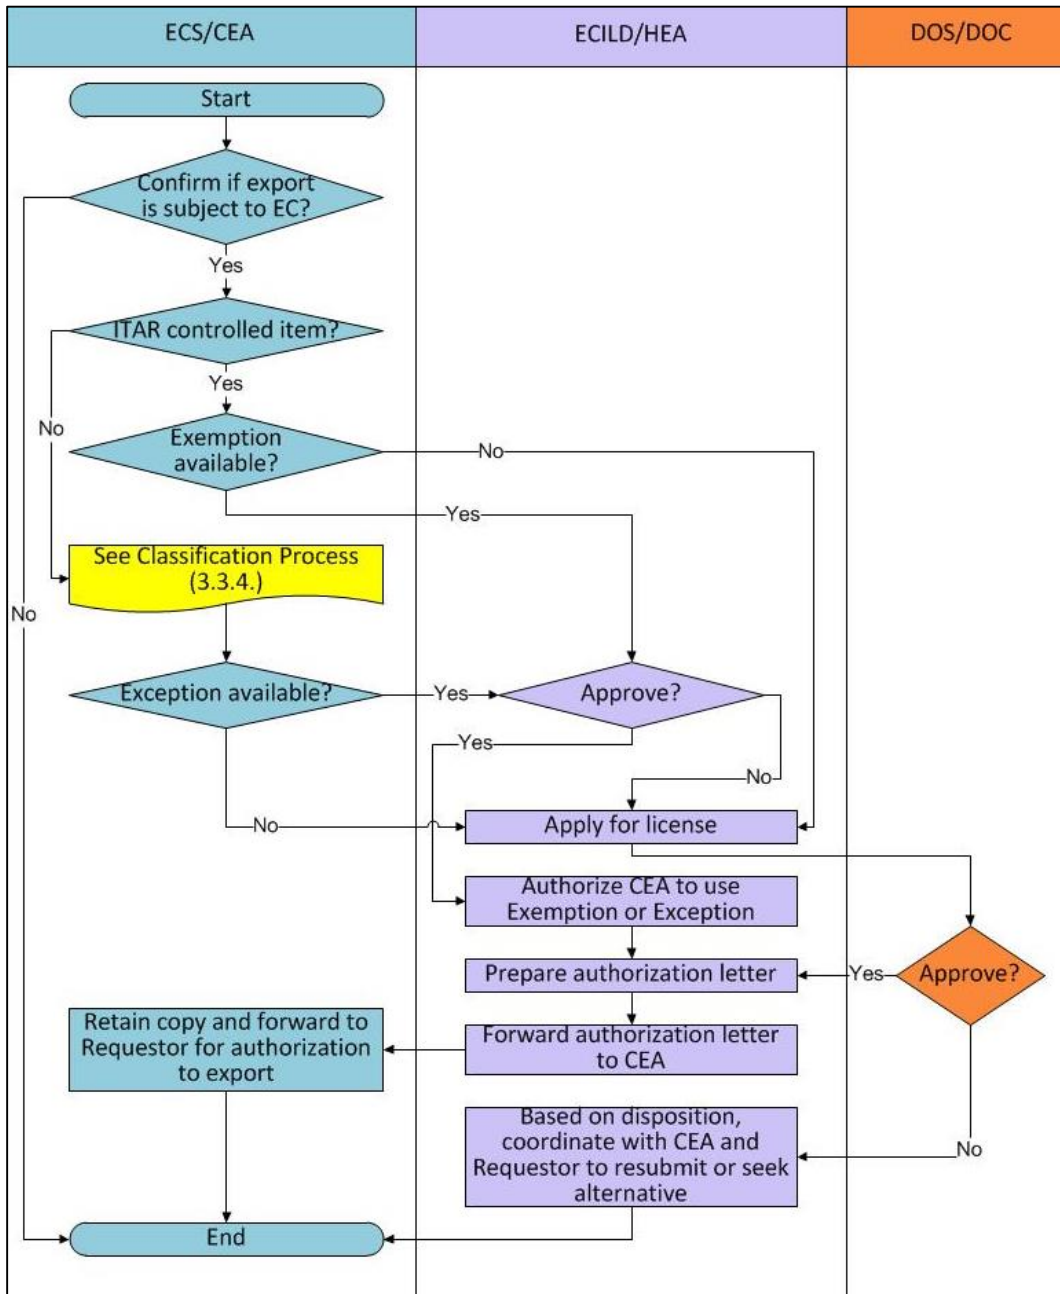 ECS/CEA
ECILD/HEA
DOS/DOC
Start
Confirm if export
is subject to EC?
Yes
ITAR controlled item?
Yes
No
Exemption
available?
No
Yes
See Classification Process
(3.3.4.)
No
Exception available?
Yes
Approve?
Yes
No
No
Apply for license
Authorize CEA to use
Exemption or Exception
Prepare authorization letter
Yes
Approve?
Retain copy and forward to
Requestor for authorization
to export
Forward authorization letter
to CEA
Based on disposition,
coordinate with CEA and
Requestor to resubmit or seek
alternative
No
End